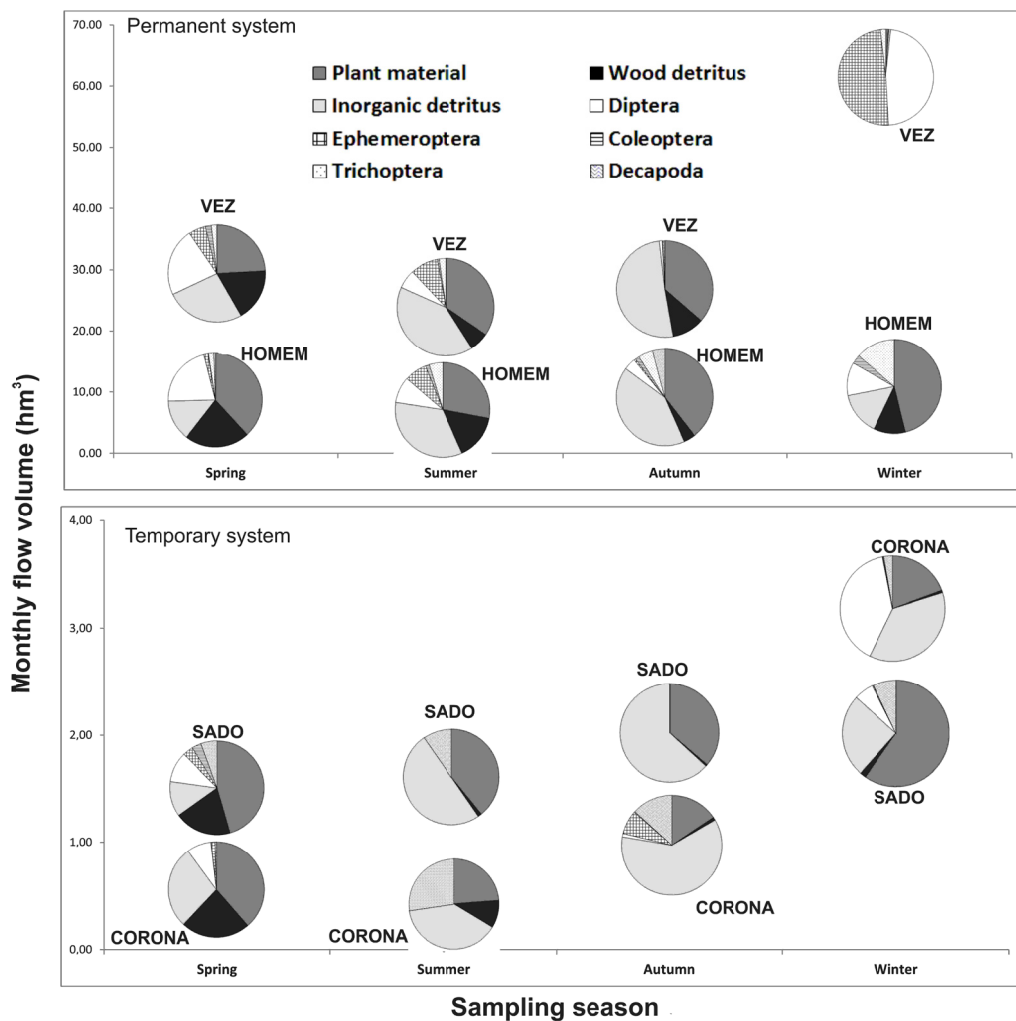 Permanent system
70.00
60.00
50.00
40.00
30.00
20.00
10.00
0.00
Plant material
Wood detritus
Inorganic detritus
Diptera
Ephemeroptera
Coleoptera
Trichoptera
Decapoda
VEZ
VEZ
VEZ
VEZ
HOMEM
HOMEM
HOMEM
HOMEM
Spring
Summer
Autumn
Winter
Monthly flow volume (hm³)
Temporary system
4,00
3,00
2,00
1,00
0,00
CORONA
SADO
SADO
SADO
SADO
CORONA
CORONA
CORONA
Spring
Summer
Autumn
Winter
Sampling season